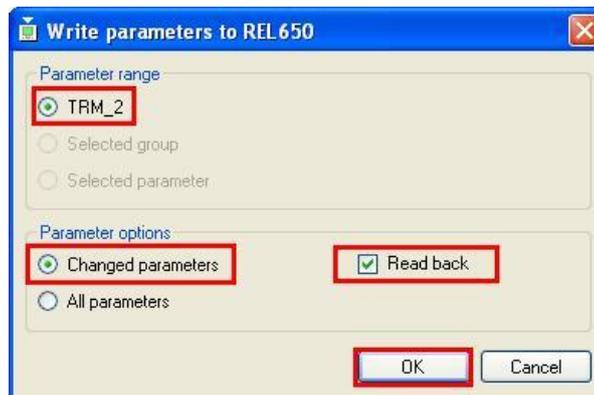 Write parameters to REL650
Parameter range
TRM_2
Selected group
Selected parameter
Parameter options
Changed parameters
Read back
All parameters
OK
Cancel